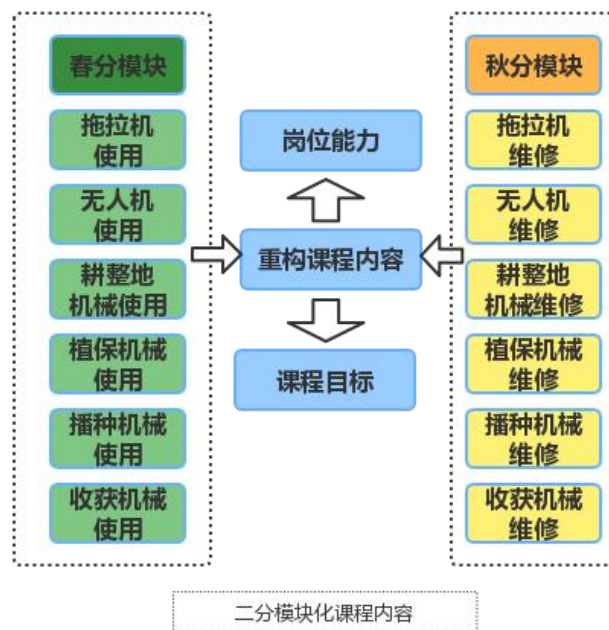 春分模块
拖拉机
使用
无人机
使用
耕整地
机械使用
植保机械
使用
播种机械
使用
收获机械
使用
岗位能力
重构课程内容
课程目标
秋分模块
拖拉机
维修
无人机
维修
耕整地
机械维修
植保机械
维修
播种机械
维修
收获机械
维修
二分模块化课程内容